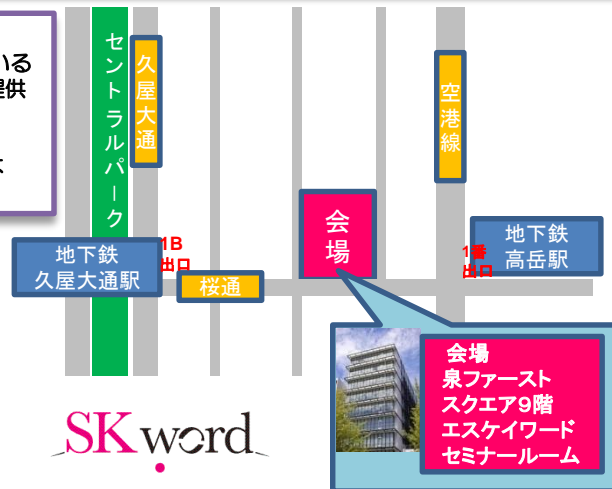 いる
提供
セントラルパーク
久屋大通
空港線
会場
地下鉄
久屋大通駅
1B
出口
桜通
1番
出口
地下鉄
高岳駅
会場
泉ファースト
スクエア9階
エスケイワード
セミナールーム
SK word